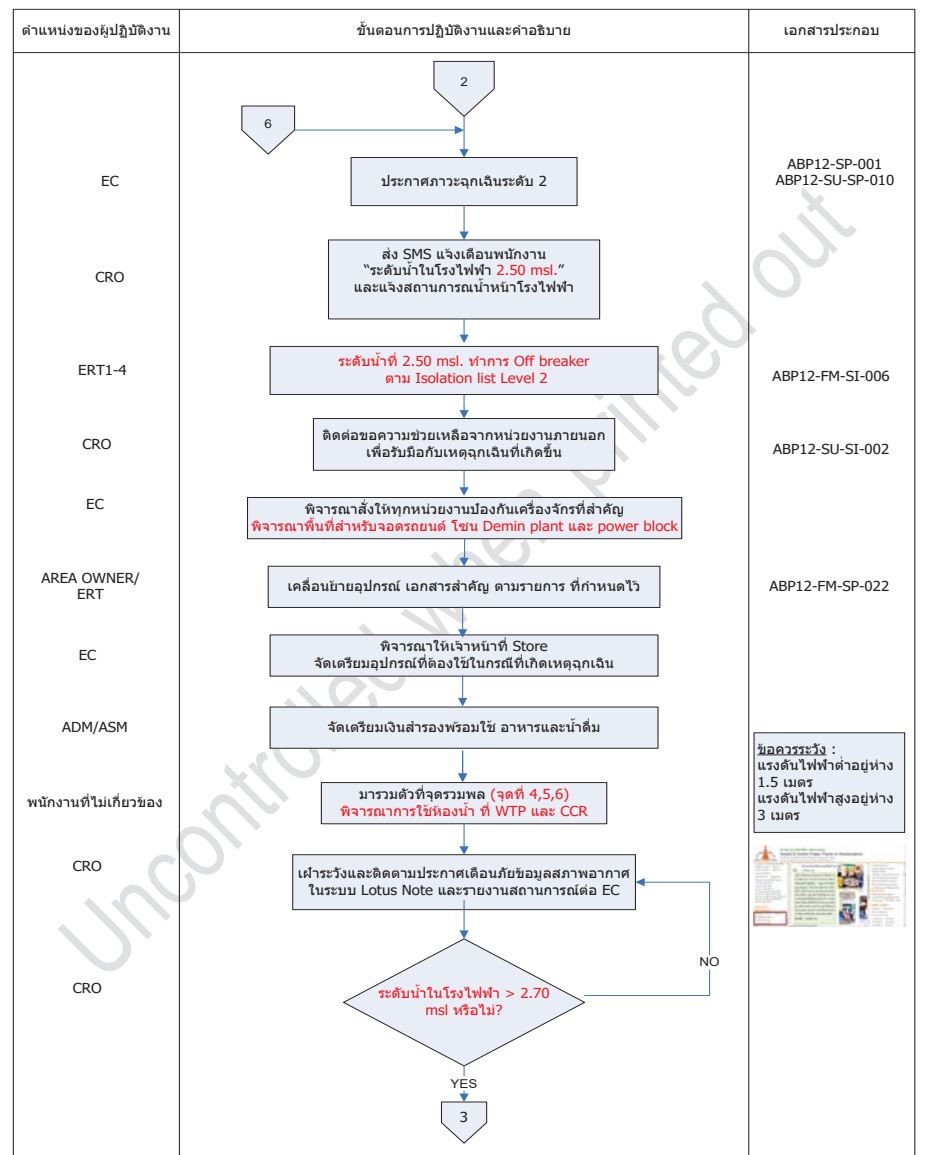 ตำแหน่งของผู้ปฏิบัติงาน
ขั้นตอนการปฏิบัติงานและคำอธิบาย
เอกสารประกอบ
2
6
EC
ประกาศภาวะฉุกเฉินระดับ 2
ABP12-SP-001
ABP12-SU-SP-010
CRO
ส่ง SMS แจ้งเตือนพนักงาน
“ระดับน้ำในโรงไฟฟ้า 2.50 msl.”
และแจ้งสถานการณน้ำหน้าโรงไฟฟ้า
ERT1-4
ระดับน้ำที่ 2.50 msl. ทำการ Off breaker
ตาม Isolation list Level 2
ABP12-FM-SI-006
CRO
ติดต่อขอความช่วยเหลือจากหน่วยงานภายนอก
เพื่อรับมือกับเหตุฉุกเฉินที่เกิดขึ้น
ABP12-SU-SI-002
EC
พิจารณาสั่งให้ทุกหน่วยงานป้องกันเครื่องจักรที่สำคัญ
พิจารณาพื้นที่สำหรับจอดรถยนต์ โซน Demin plant และ power block
AREA OWNER/
ERT
เคลื่อนย้ายอุปกรณ์ เอกสารสำคัญ ตามรายการ ที่กำหนดไว้
ABP12-FM-SP-022
EC
พิจารณาให้เจ้าหน้าที่ Store
จัดเตรียมอุปกรณ์ที่ต้องใช้ในกรณีที่เกิดเหตุฉุกเฉิน
ADM/ASM
จัดเตรียมเงินสำรองพร้อมใช้ อาหารและน้ำดื่ม
ข้อควรระวัง :
แรงดันไฟฟ้าต่ำอยู่ห่าง
1.5 เมตร
แรงดันไฟฟ้าสูงอยู่ห่าง
3 เมตร
พนักงานที่ไม่เกี่ยวข้อง
มารวมตัวที่จุดรวมพล (จุดที่ 4,5,6)
พิจารณาการใช้ห้องน้ำ ที่ WTP และ CCR
CRO
เฝ้าระวังและติดตามประกาศเตือนภัยข้อมูลสภาพอากาศ
ในระบบ Lotus Note และรายงานสถานการณ์ต่อ EC
NO
CRO
ระดับน้ำในโรงไฟฟ้า > 2.70
msl หรือไม่?
YES
3
Uncontrolled when printed out